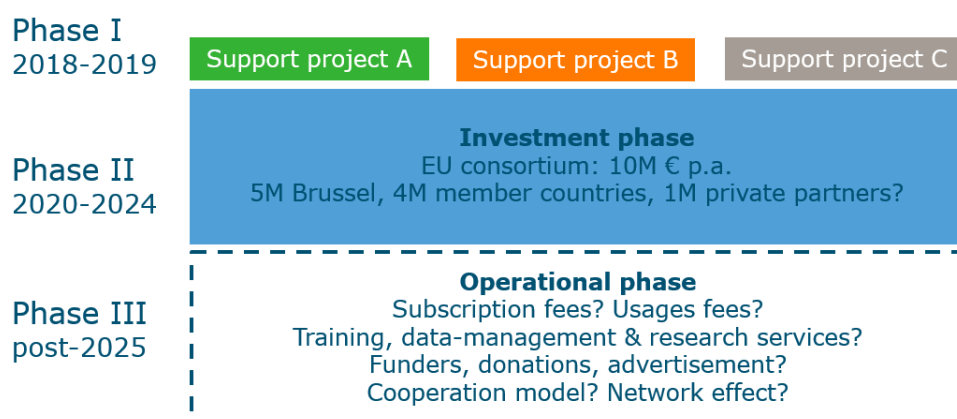 Phase I
2018-2019
Support project A
Support project B
Support project C
Phase II
2020-2024
Investment phase
EU consortium: 10M € p.a.
5M Brussel, 4M member countries, 1M private partners?
Phase III
post-2025
Operational phase
Subscription fees? Usages fees?
Training, data-management & research services?
Funders, donations, advertisement?
Cooperation model? Network effect?